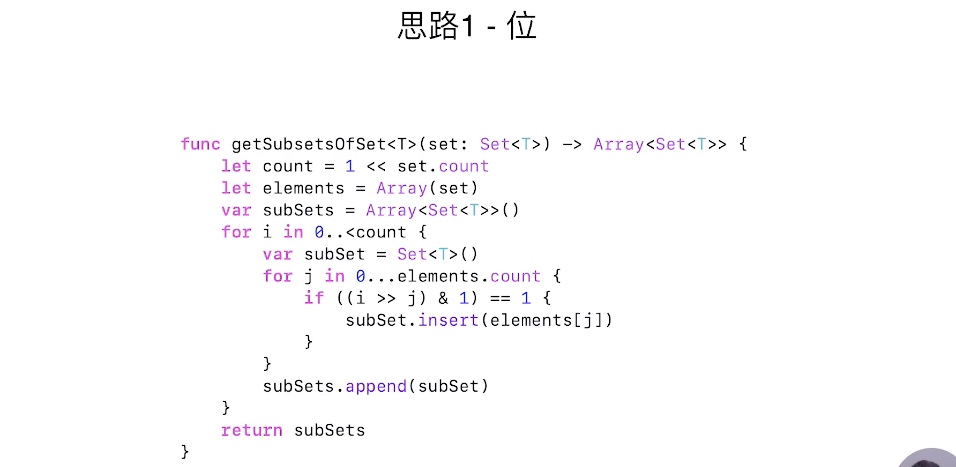 思路1 - 位
func getSubsetsOfSet<T>(set: Set<T>) -> Array<Set<T>> {
    let count = 1 << set.count
    let elements = Array(set)
    var subSets = Array<Set<T>>()
    for i in 0..<count {
        var subSet = Set<T>()
        for j in 0...elements.count {
            if ((i >> j) & 1) == 1 {
                subSet.insert(elements[j])
            }
        }
        subSets.append(subSet)
    }
    return subSets
}